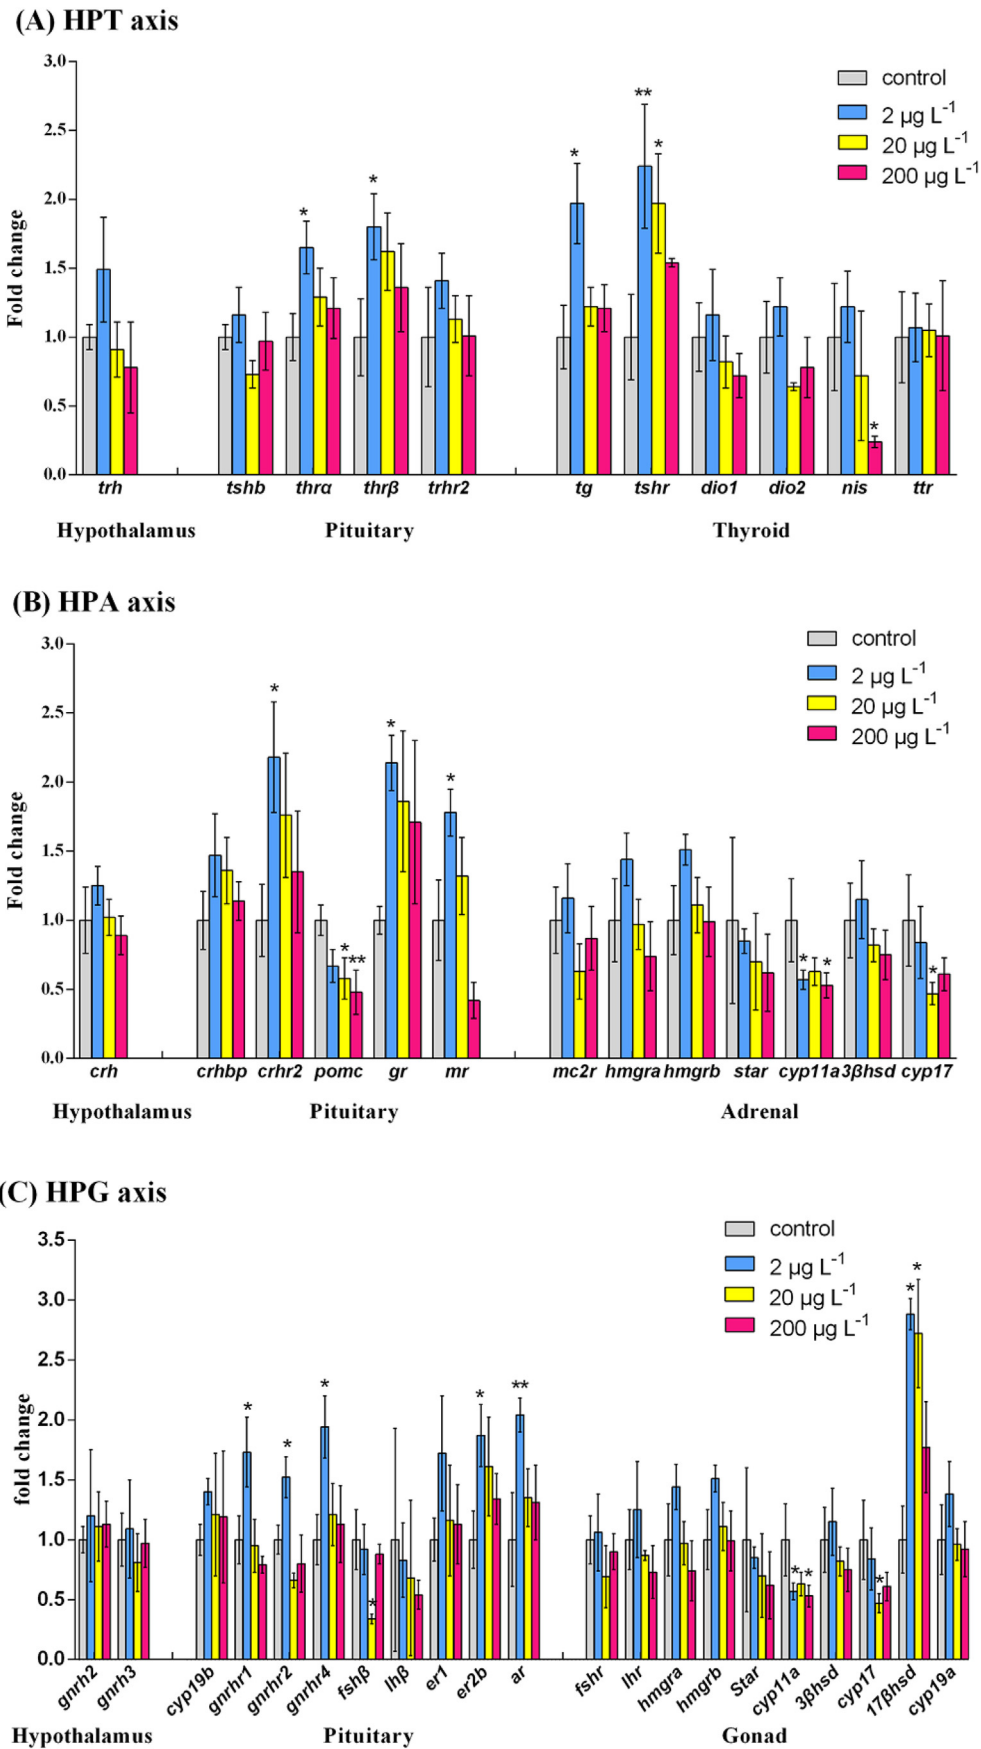 (A) HPT axis
3.0
2.5
2.0
1.5
1.0
0.5
0.0
Fold change
control
2 µg L⁻¹
20 µg L⁻¹
200 µg L⁻¹
* * * ** * *
trh tshb thrα thrβ trhr2 tg tshr dio1 dio2 nis ttr
Hypothalamus Pituitary Thyroid
(B) HPA axis
3.0
2.5
2.0
1.5
1.0
0.5
0.0
Fold change
control
2 µg L⁻¹
20 µg L⁻¹
200 µg L⁻¹
* * ** * * * * *
crh crhbp crhr2 pomc gr mr mc2r hmgra hmgrb star cyp11a 3βhsd cyp17
Hypothalamus Pituitary Adrenal
(C) HPG axis
3.5
3.0
2.5
2.0
1.5
1.0
0.5
0.0
fold change
control
2 µg L⁻¹
20 µg L⁻¹
200 µg L⁻¹
* * * * * ** * * * * *
gnrh2 gnrh3 cyp19b gnrhr1 gnrhr2 gnrhr4 fshβ lhβ er1 er2b ar fshr lhr hmgra hmgrb Star cyp11a 3βhsd cyp17 17βhsd cyp19a
Hypothalamus Pituitary Gonad